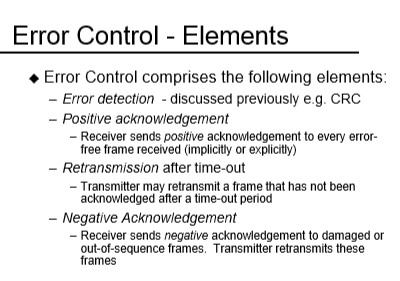 Error Control - Elements
◆ Error Control comprises the following elements:
– Error detection - discussed previously e.g. CRC
– Positive acknowledgement
– Receiver sends positive acknowledgement to every error-
free frame received (implicitly or explicitly)
– Retransmission after time-out
– Transmitter may retransmit a frame that has not been
acknowledged after a time-out period
– Negative Acknowledgement
– Receiver sends negative acknowledgement to damaged or
out-of-sequence frames. Transmitter retransmits these
frames